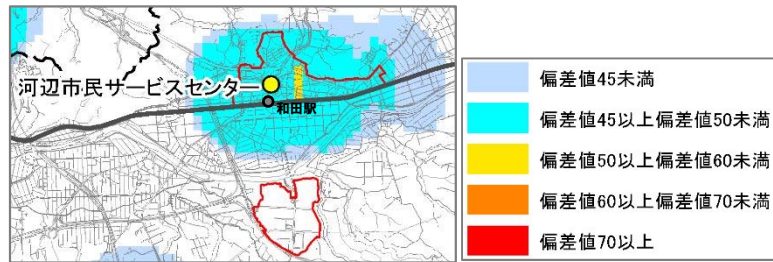 河辺市民サービスセンター
和田駅
偏差値45未満
偏差値45以上偏差値50未満
偏差値50以上偏差値60未満
偏差値60以上偏差値70未満
偏差値70以上